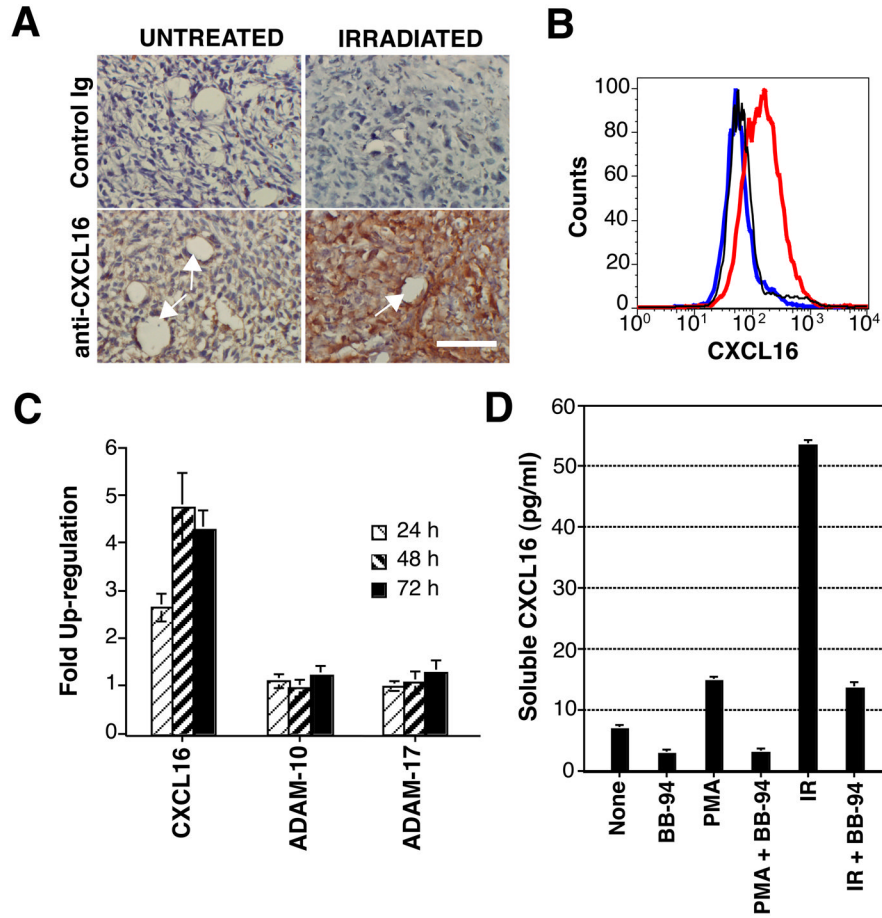 A
UNTREATED
IRRADIATED
Control Ig
anti-CXCL16
B
100
80
60
40
20
0
10⁰ 10¹ 10² 10³ 10⁴
Counts
CXCL16
C
6
5
4
3
2
1
0
Fold Up-regulation
24 h
48 h
72 h
CXCL16
ADAM-10
ADAM-17
D
60
50
40
30
20
10
0
Soluble CXCL16 (pg/ml)
None
BB-94
PMA
PMA + BB-94
IR
IR + BB-94